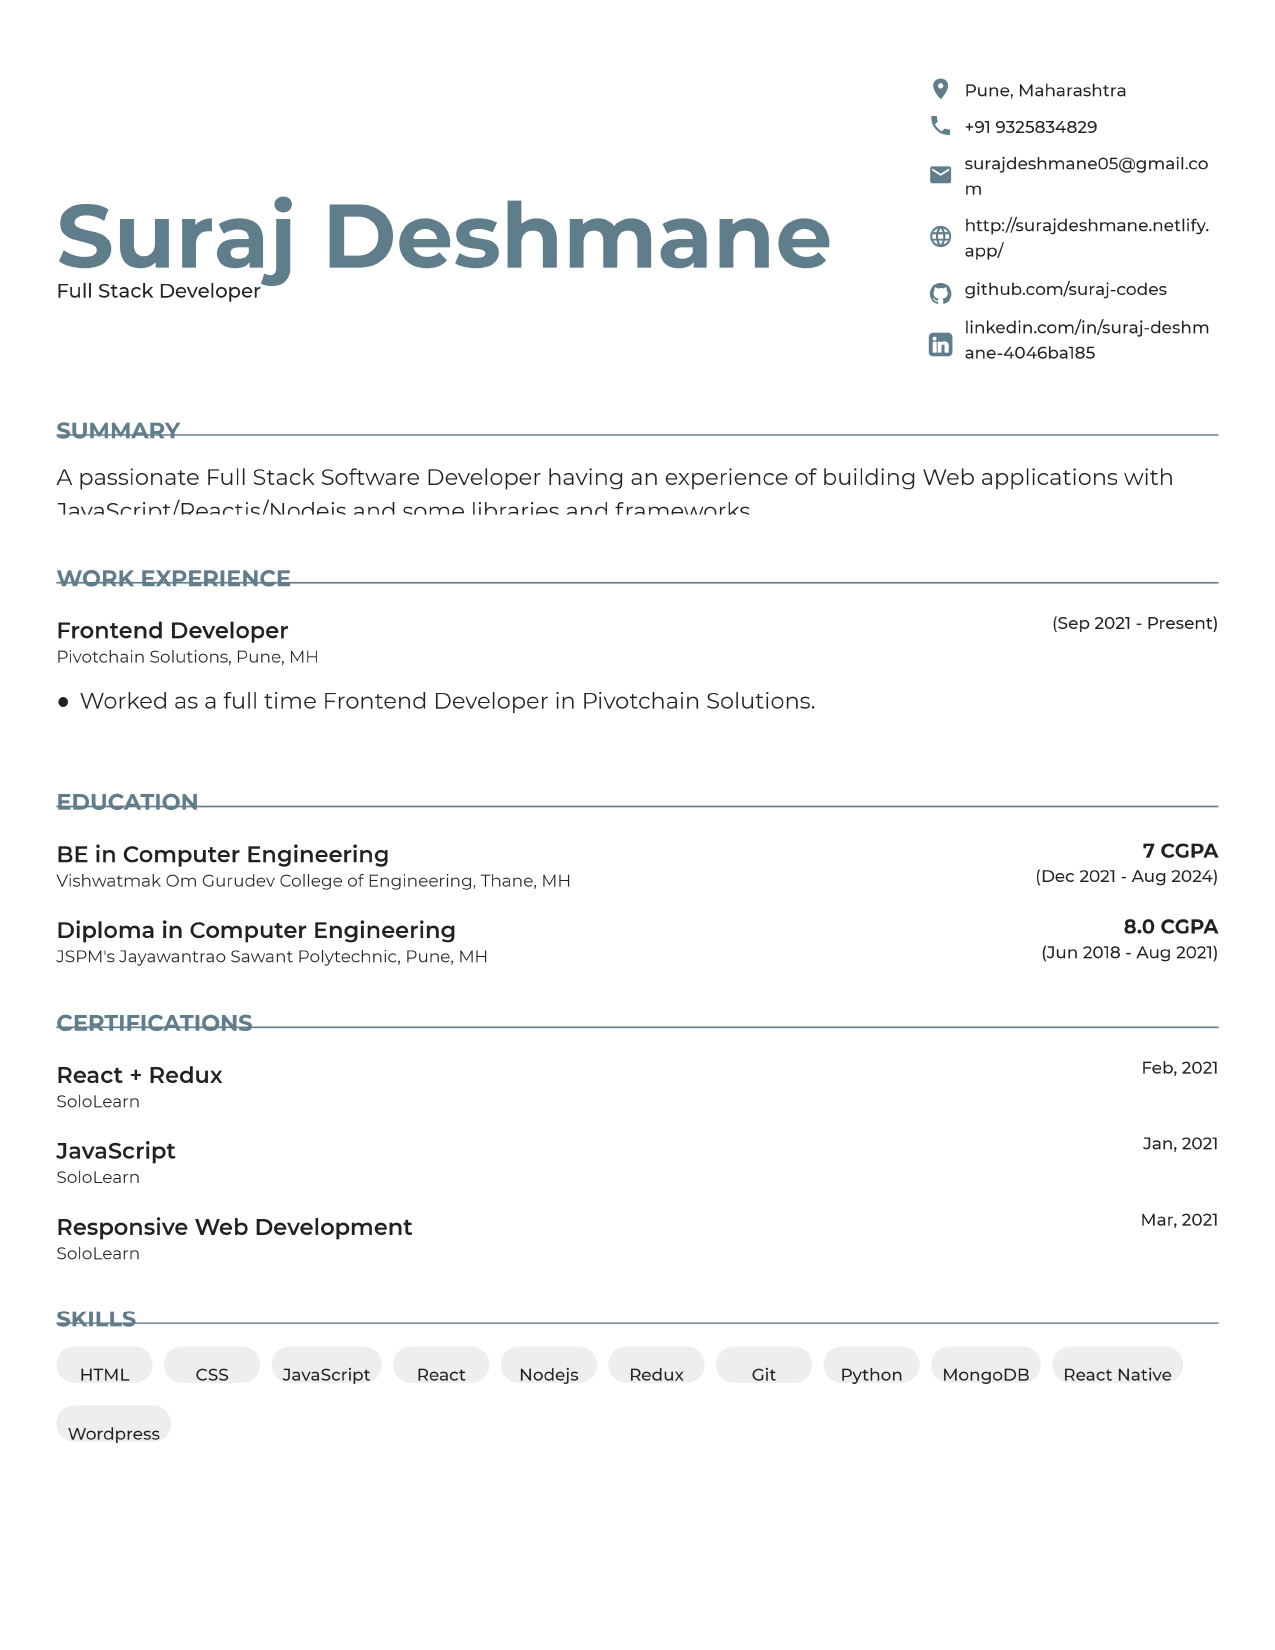 Pune, Maharashtra
+91 9325834829
surajdeshmane05@gmail.co
m
http://surajdeshmane.netlify.
app/
github.com/suraj-codes
linkedin.com/in/suraj-deshm
ane-4046ba185
Suraj Deshmane
Full Stack Developer
SUMMARY
A passionate Full Stack Software Developer having an experience of building Web applications with
JavaScript/Reactjs/Nodejs and some libraries and frameworks.
WORK EXPERIENCE
Frontend Developer
(Sep 2021 - Present)
Pivotchain Solutions, Pune, MH
● Worked as a full time Frontend Developer in Pivotchain Solutions.
EDUCATION
BE in Computer Engineering
7 CGPA
Vishwatmak Om Gurudev College of Engineering, Thane, MH
(Dec 2021 - Aug 2024)
Diploma in Computer Engineering
8.0 CGPA
JSPM's Jayawantrao Sawant Polytechnic, Pune, MH
(Jun 2018 - Aug 2021)
CERTIFICATIONS
React + Redux
Feb, 2021
SoloLearn
JavaScript
Jan, 2021
SoloLearn
Responsive Web Development
Mar, 2021
SoloLearn
SKILLS
HTML CSS JavaScript React Nodejs Redux Git Python MongoDB React Native
Wordpress